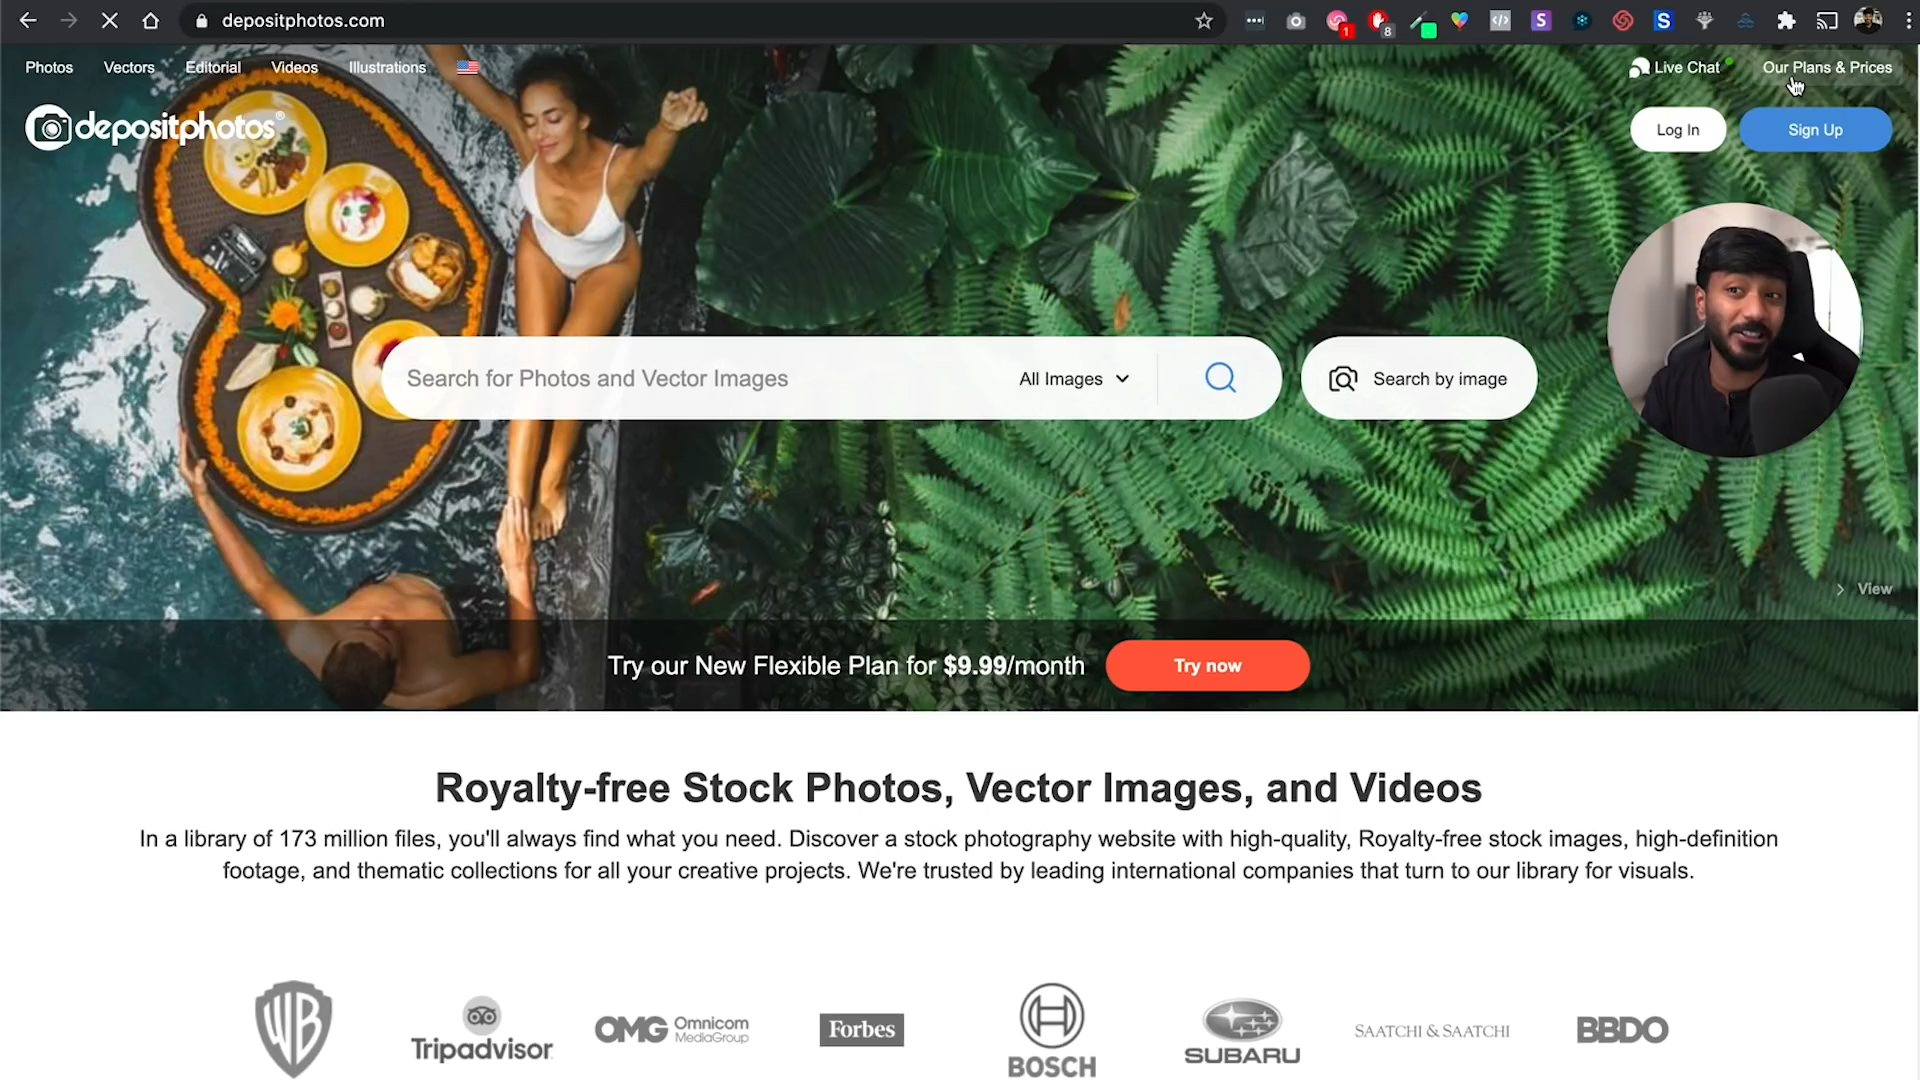 depositphotos.com
1
8
S
S
Photos Vectors Editorial Videos Illustrations
Live Chat Our Plans & Prices
depositphotos®
Log In Sign Up
Search for Photos and Vector Images All Images Search by image
View
Try our New Flexible Plan for $9.99/month Try now
Royalty-free Stock Photos, Vector Images, and Videos
In a library of 173 million files, you'll always find what you need. Discover a stock photography website with high-quality, Royalty-free stock images, high-definition
footage, and thematic collections for all your creative projects. We're trusted by leading international companies that turn to our library for visuals.
WB Tripadvisor OMG Omnicom MediaGroup Forbes BOSCH SUBARU SAATCHI & SAATCHI BBDO